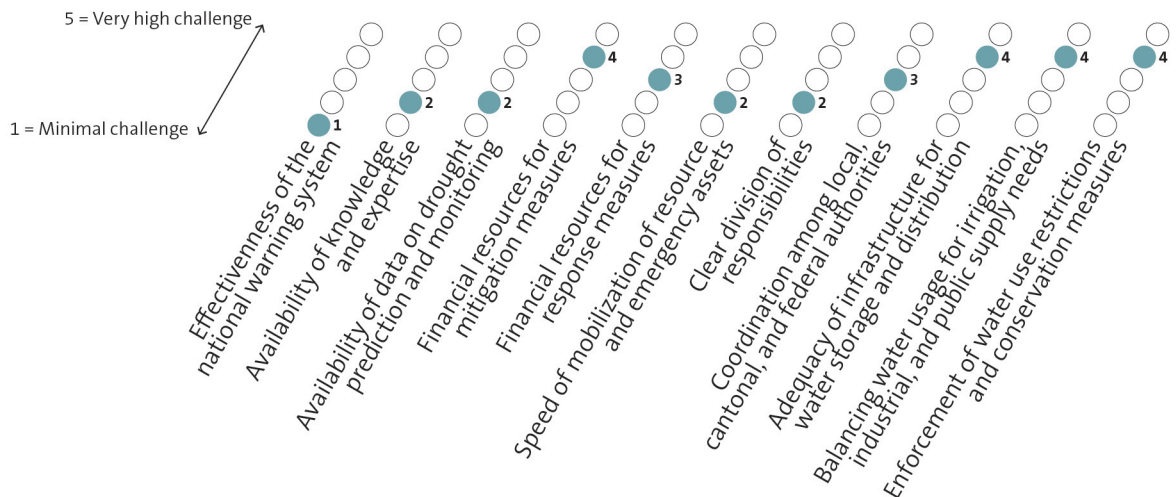 5 = Very high challenge
1 = Minimal challenge
1
Effectivenness of the
national warning system
2
Availability of knowledge
and expertise
2
Availability of data on drought
prediction and monitoring
4
Financial resources for
mitigation measures
3
Financial resources for
response measures
2
Speed of mobilization of resource
and emergency assets
2
Clear division of
responsibilities
3
Coordination among local,
cantonal, and federal authorities
4
Adequacy of infrastructure for
water storage and distribution
4
Balancing water usage for irrigation,
industrial, and public supply needs
4
Enforcement of water use restrictions
and conservation measures